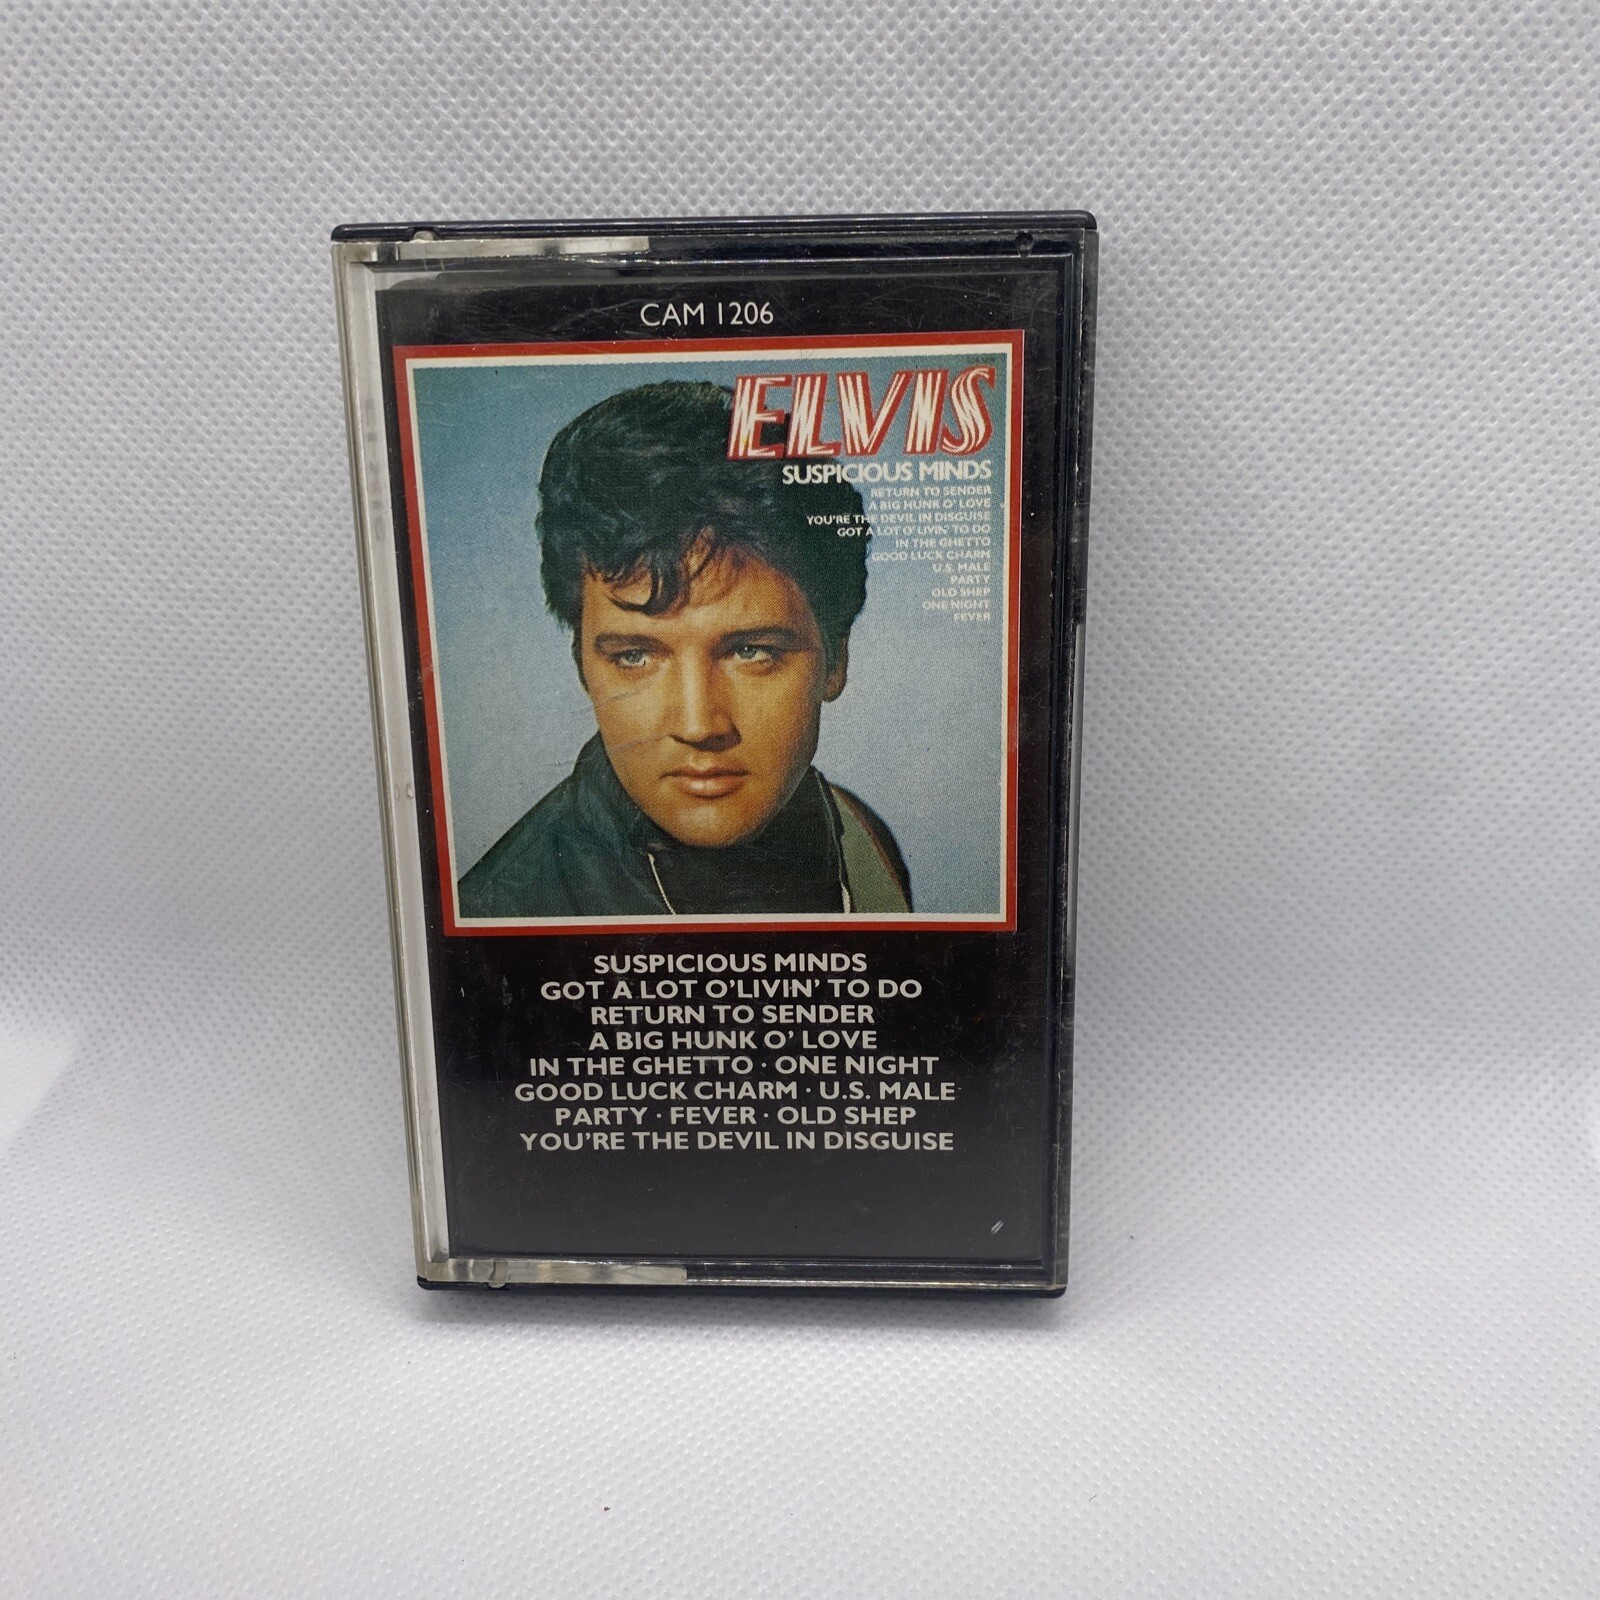 CAM 1206
ELVIS
SUSPICIOUS MINDS
RETURN TO SENDER
A BIG HUNK O' LOVE
YOU'RE THE DEVIL IN DISGUISE
GOT A LOT O' LIVIN' TO DO
IN THE GHETTO
GOOD LUCK CHARM
U.S. MALE
PARTY
OLD SHEP
ONE NIGHT
FEVER
SUSPICIOUS MINDS
GOT A LOT O'LIVIN' TO DO
RETURN TO SENDER
A BIG HUNK O' LOVE
IN THE GHETTO · ONE NIGHT
GOOD LUCK CHARM · U.S. MALE
PARTY · FEVER · OLD SHEP
YOU'RE THE DEVIL IN DISGUISE